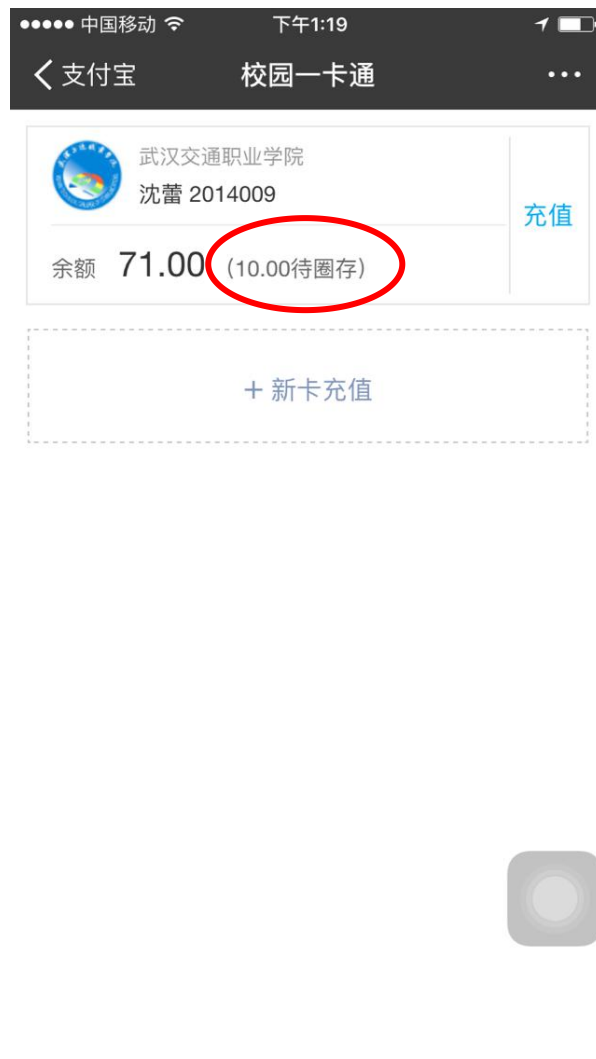 中国移动 下午1:19
支付宝 校园一卡通
武汉交通职业学院
沈蕾 2014009
充值
余额 71.00 (10.00待圈存)
+ 新卡充值